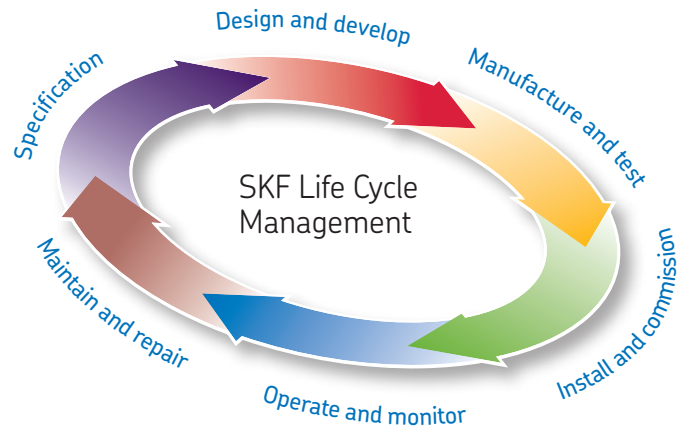 Design and develop
Manufacture and test
Specification
SKF Life Cycle
Management
Install and commission
Maintain and repair
Operate and monitor